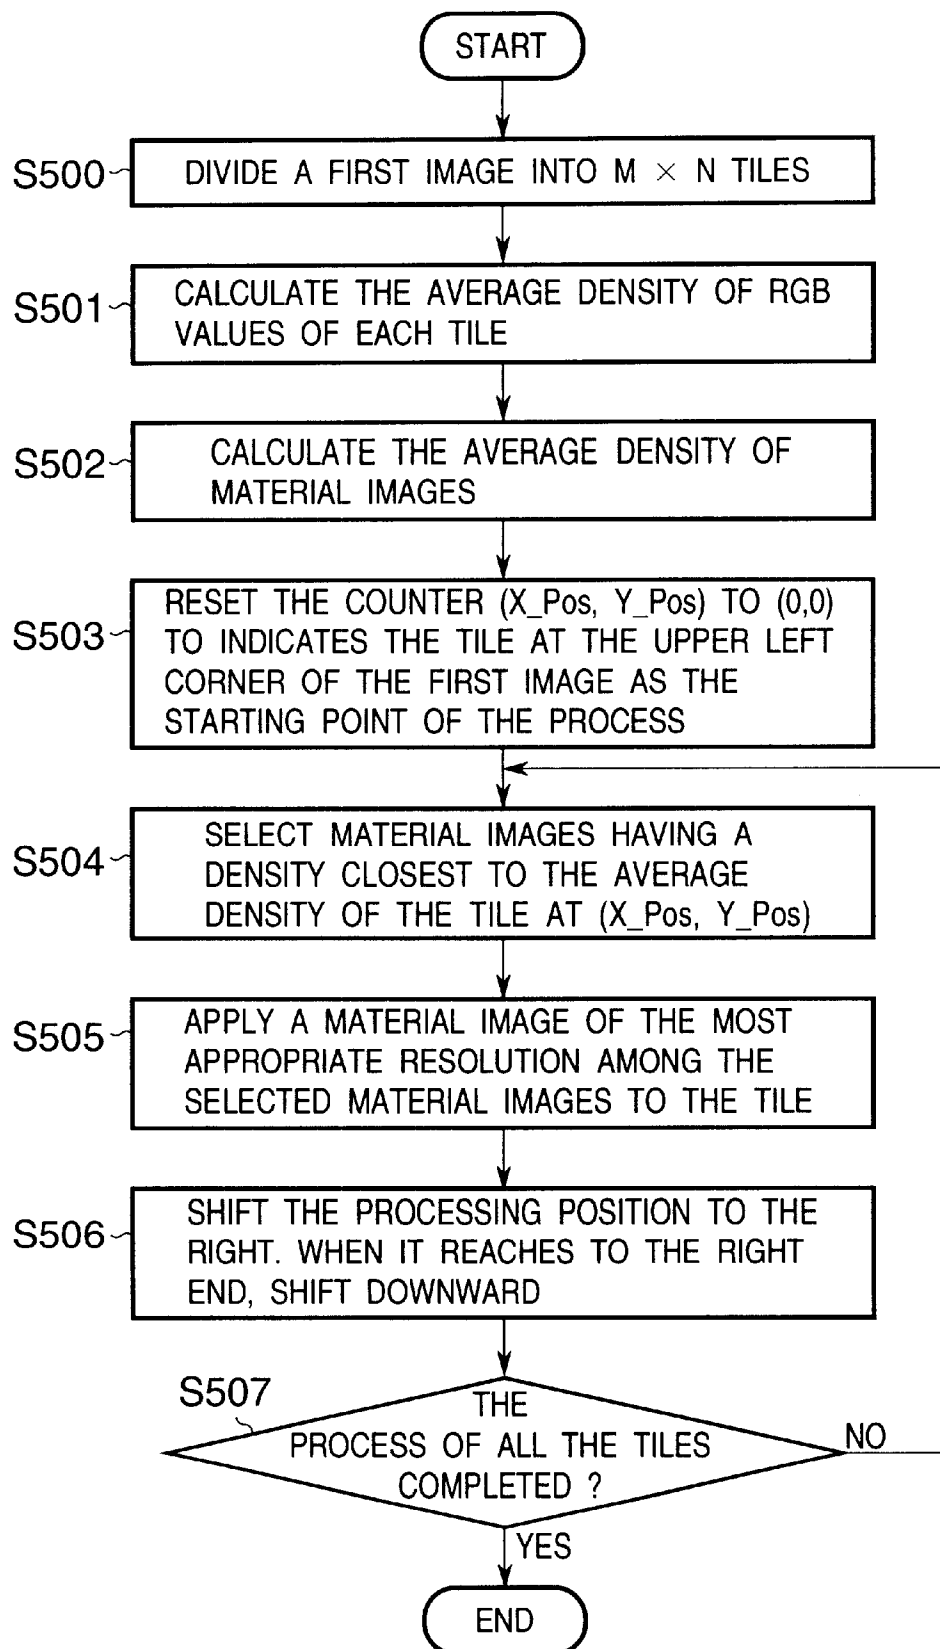 START
S500
DIVIDE A FIRST IMAGE INTO M × N TILES
S501
CALCULATE THE AVERAGE DENSITY OF RGB
VALUES OF EACH TILE
S502
CALCULATE THE AVERAGE DENSITY OF
MATERIAL IMAGES
S503
RESET THE COUNTER (X_Pos, Y_Pos) TO (0,0)
TO INDICATES THE TILE AT THE UPPER LEFT
CORNER OF THE FIRST IMAGE AS THE
STARTING POINT OF THE PROCESS
S504
SELECT MATERIAL IMAGES HAVING A
DENSITY CLOSEST TO THE AVERAGE
DENSITY OF THE TILE AT (X_Pos, Y_Pos)
S505
APPLY A MATERIAL IMAGE OF THE MOST
APPROPRIATE RESOLUTION AMONG THE
SELECTED MATERIAL IMAGES TO THE TILE
S506
SHIFT THE PROCESSING POSITION TO THE
RIGHT. WHEN IT REACHES TO THE RIGHT
END, SHIFT DOWNWARD
S507
THE
PROCESS OF ALL THE TILES
COMPLETED ?
NO
YES
END